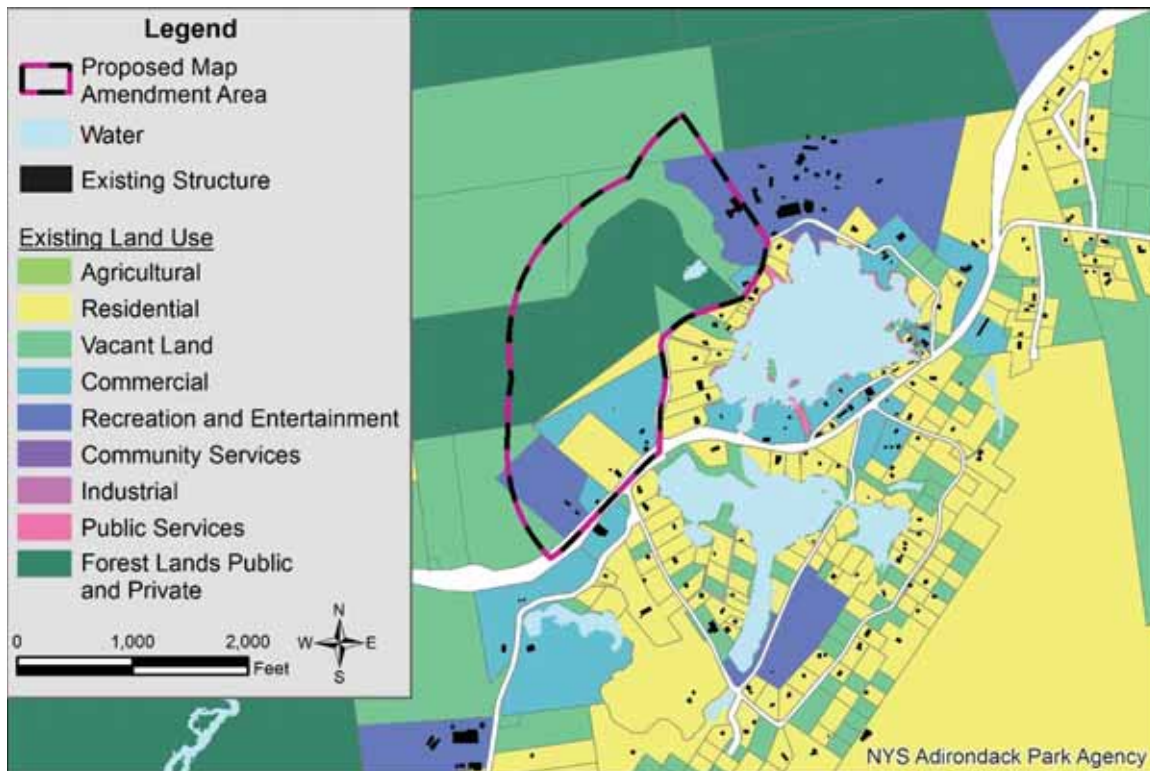 Legend
Proposed Map
Amendment Area
Water
Existing Structure
Existing Land Use
Agricultural
Residential
Vacant Land
Commercial
Recreation and Entertainment
Community Services
Industrial
Public Services
Forest Lands Public
and Private
0 1,000 2,000
Feet
N
W E
S
NYS Adirondack Park Agency